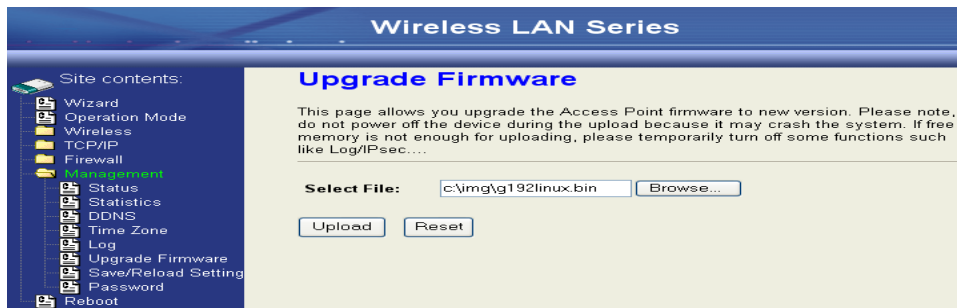 Wireless LAN Series
Site contents:
Wizard
Operation Mode
Wireless
TCP/IP
Firewall
Management
Status
Statistics
DDNS
Time Zone
Log
Upgrade Firmware
Save/Reload Setting
Password
Reboot
Upgrade Firmware
This page allows you upgrade the Access Point firmware to new version. Please note,
do not power off the device during the upload because it may crash the system. If free
memory is not enough for uploading, please temporarily turn off some functions such
like Log/IPsec....
Select File: c:\img\g192linux.bin Browse...
Upload Reset